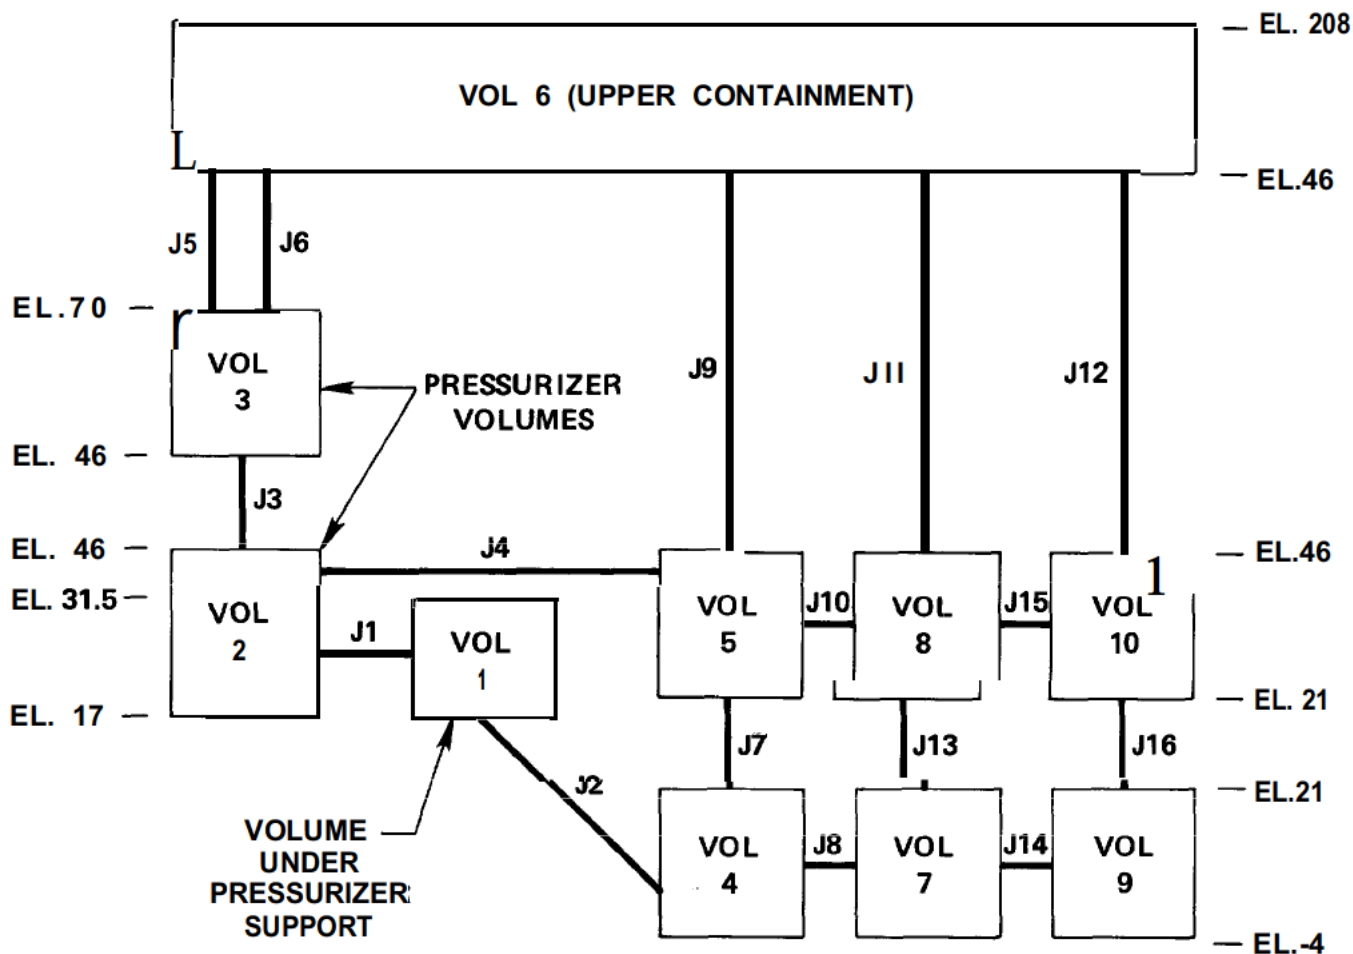 EL. 208
VOL 6 (UPPER CONTAINMENT)
L
EL.46
J5
J6
EL.70
r
VOL
3
PRESSURIZER
VOLUMES
J9
J11
J12
EL. 46
J3
EL. 46
J4
EL.46
EL. 31.5
VOL
2
J1
VOL
1
VOL
5
J10
VOL
8
J15
VOL
10
1
EL. 17
EL. 21
J7
J13
J16
J2
EL.21
VOLUME
UNDER
PRESSURIZER
SUPPORT
VOL
4
J8
VOL
7
J14
VOL
9
EL.-4